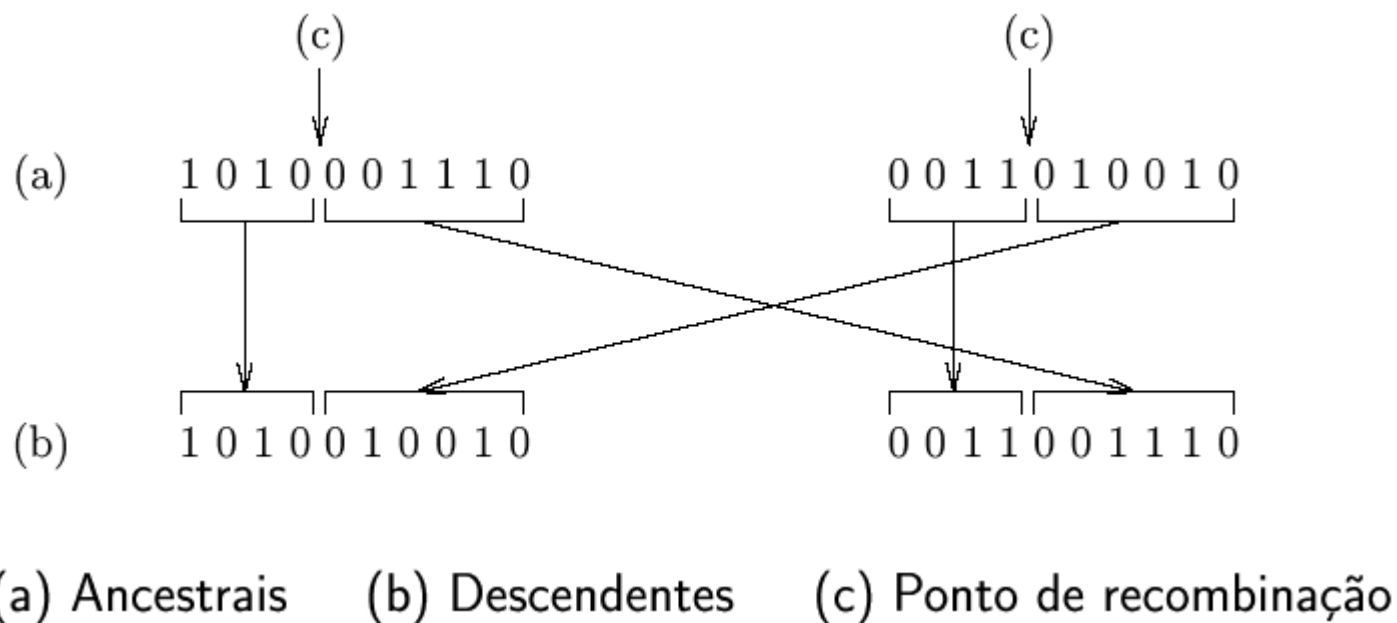 (c) (c)
(a) 1 0 1 0 0 0 1 1 1 0 0 0 1 1 0 1 0 0 1 0
(b) 1 0 1 0 0 1 0 0 1 0 0 0 1 1 0 0 1 1 1 0
(a) Ancestrais (b) Descendentes (c) Ponto de recombinação